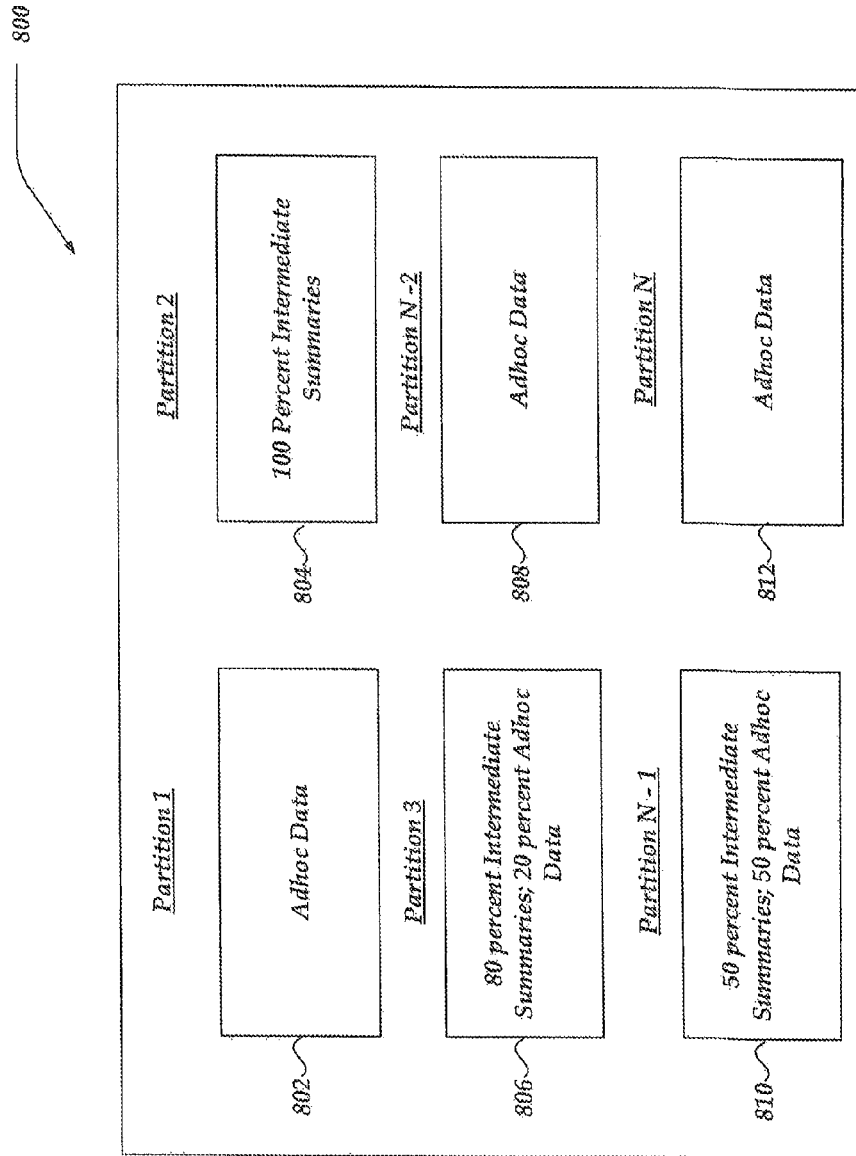 800
Partition 1
Adhoc Data
802
Partition 2
100 Percent Intermediate
Summaries
804
Partition 3
80 percent Intermediate
Summaries; 20 percent Adhoc
Data
806
Partition N -2
Adhoc Data
808
Partition N - 1
50 percent Intermediate
Summaries; 50 percent Adhoc
Data
810
Partition N
Adhoc Data
812